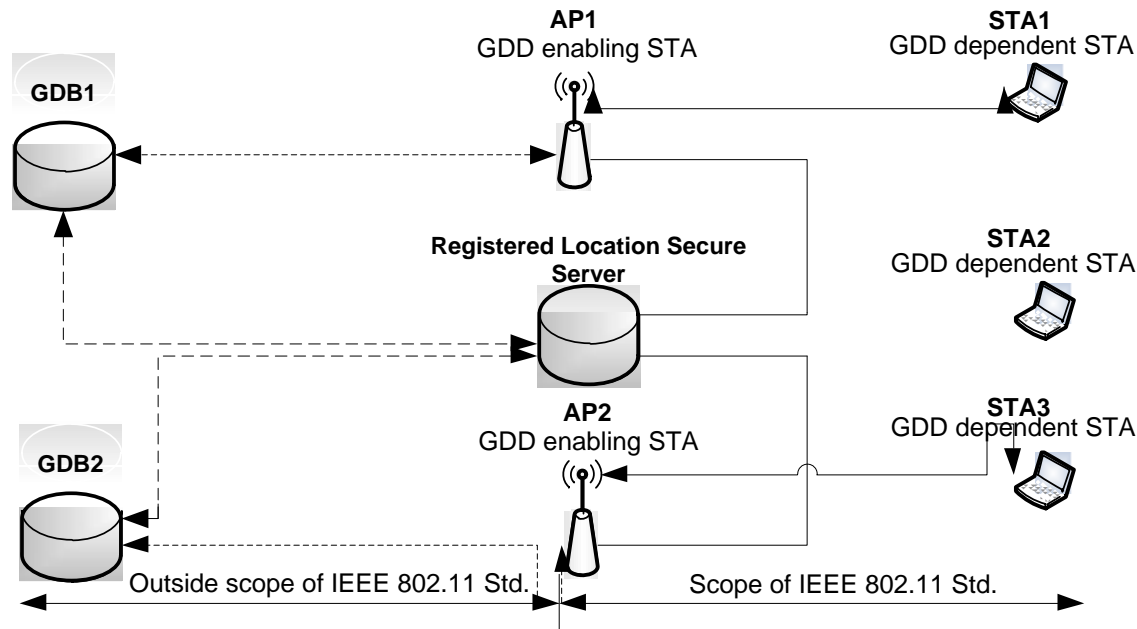 AP1
GDD enabling STA
STA1
GDD dependent STA
GDB1
Registered Location Secure
Server
STA2
GDD dependent STA
AP2
GDD enabling STA
STA3
GDD dependent STA
GDB2
Outside scope of IEEE 802.11 Std.
Scope of IEEE 802.11 Std.